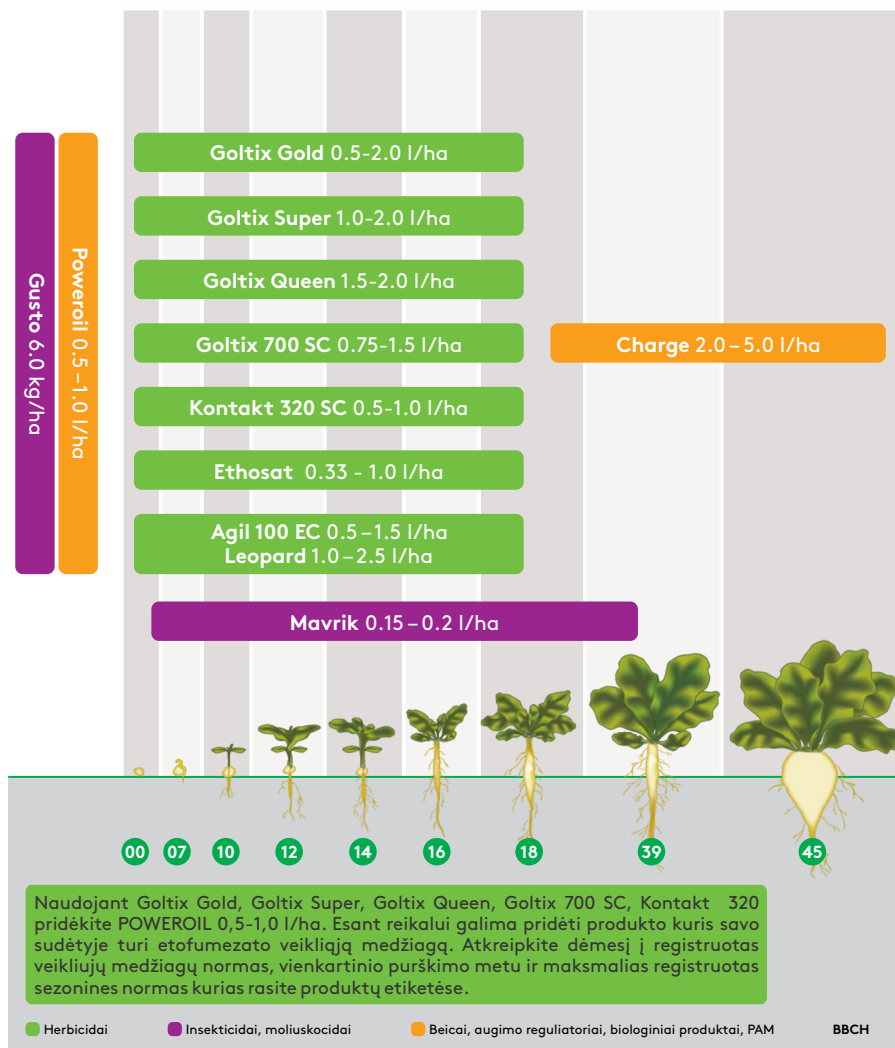 Gusto 6.0 kg/ha
Poweroil 0.5 – 1.0 l/ha
Goltix Gold 0.5-2.0 l/ha
Goltix Super 1.0-2.0 l/ha
Goltix Queen 1.5-2.0 l/ha
Goltix 700 SC 0.75-1.5 l/ha
Charge 2.0 – 5.0 l/ha
Kontakt 320 SC 0.5-1.0 l/ha
Ethosat 0.33 - 1.0 l/ha
Agil 100 EC 0.5 – 1.5 l/ha
Leopard 1.0 – 2.5 l/ha
Mavrik 0.15 – 0.2 l/ha
00 07 10 12 14 16 18 39 45
Naudojant Goltix Gold, Goltix Super, Goltix Queen, Goltix 700 SC, Kontakt 320
pridėkite POWEROIL 0,5-1,0 l/ha. Esant reikalui galima pridėti produkto kuris savo
sudėtyje turi etofumezato veikliąją medžiagą. Atkreipkite dėmesį į registruotas
veikliujų medžiagų normas, vienkartinio purškimo metu ir maksmalias registruotas
sezonines normas kurias rasite produktų etiketėse.
Herbicidai Insekticidai, moliuskocidai Beicai, augimo reguliatoriai, biologiniai produktai, PAM BBCH